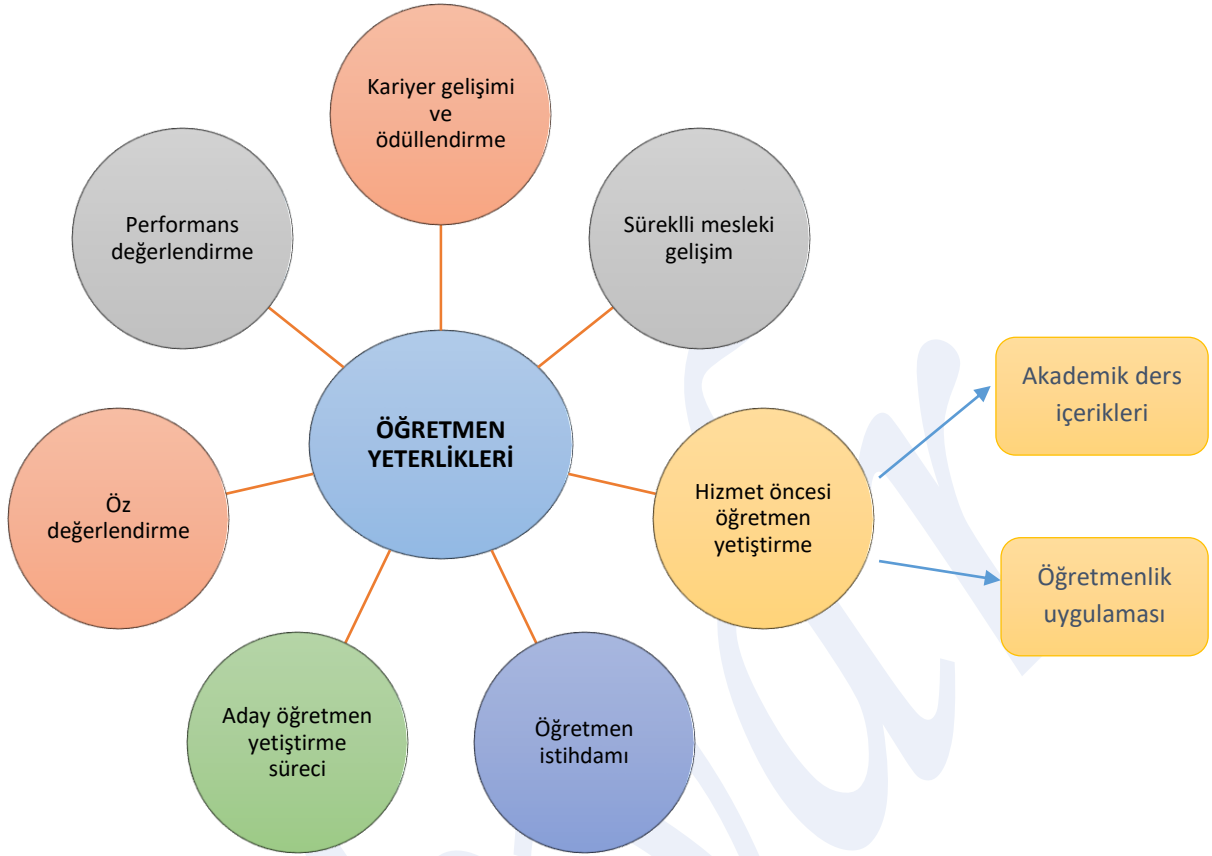 Kariyer gelişimi
ve
ödüllendirme
Performans
değerlendirme
Süreklli mesleki
gelişim
ÖĞRETMEN
YETERLİKLERİ
Akademik ders
içerikleri
Hizmet öncesi
öğretmen
yetiştirme
Öz
değerlendirme
Öğretmenlik
uygulaması
Aday öğretmen
yetiştirme
süreci
Öğretmen
istihdamı